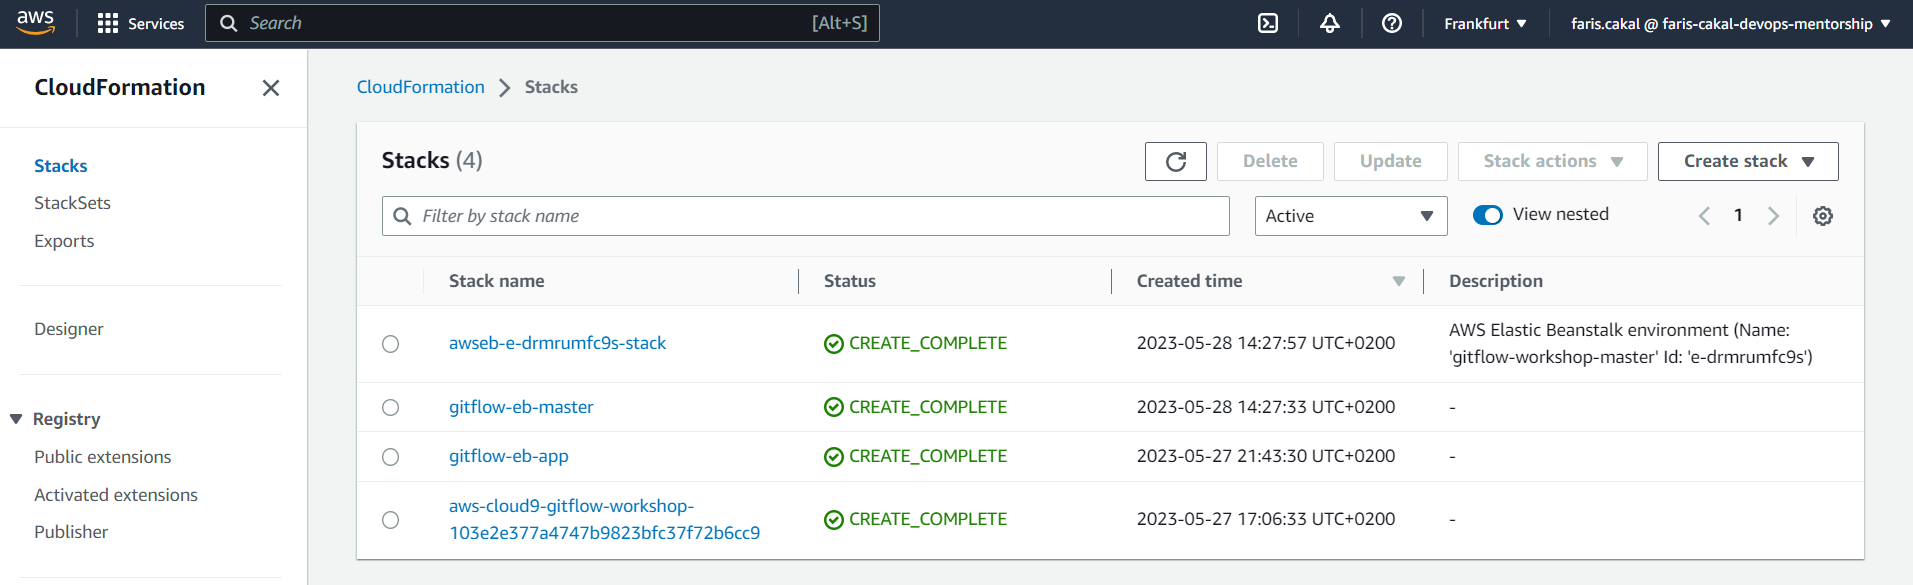 aws
Services
Search
[Alt+S]
Frankfurt
faris.cakal @ faris-cakal-devops-mentorship
CloudFormation
Stacks
StackSets
Exports
Designer
Registry
Public extensions
Activated extensions
Publisher
CloudFormation
Stacks
Stacks (4)
Delete
Update
Stack actions
Create stack
Filter by stack name
Active
View nested
1
Stack name
Status
Created time
Description
awseb-e-drmrumfc9s-stack
CREATE_COMPLETE
2023-05-28 14:27:57 UTC+0200
AWS Elastic Beanstalk environment (Name:
'gitflow-workshop-master' Id: 'e-drmrumfc9s')
gitflow-eb-master
CREATE_COMPLETE
2023-05-28 14:27:33 UTC+0200
-
gitflow-eb-app
CREATE_COMPLETE
2023-05-27 21:43:30 UTC+0200
-
aws-cloud9-gitflow-workshop-
103e2e377a4747b9823bfc37f72b6cc9
CREATE_COMPLETE
2023-05-27 17:06:33 UTC+0200
-